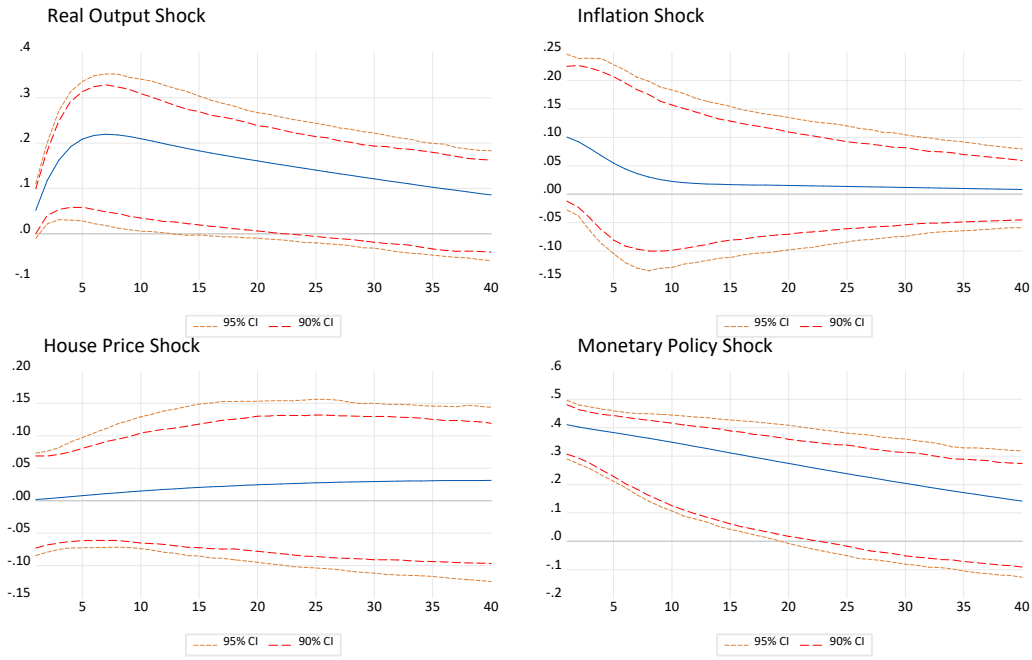 Real Output Shock
.4
.3
.2
.1
.0
-.1
5 10 15 20 25 30 35 40
95% CI 90% CI
Inflation Shock
.25
.20
.15
.10
.05
.00
-.05
-.10
-.15
5 10 15 20 25 30 35 40
95% CI 90% CI
House Price Shock
.20
.15
.10
.05
.00
-.05
-.10
-.15
5 10 15 20 25 30 35 40
95% CI 90% CI
Monetary Policy Shock
.6
.5
.4
.3
.2
.1
.0
-.1
-.2
5 10 15 20 25 30 35 40
95% CI 90% CI